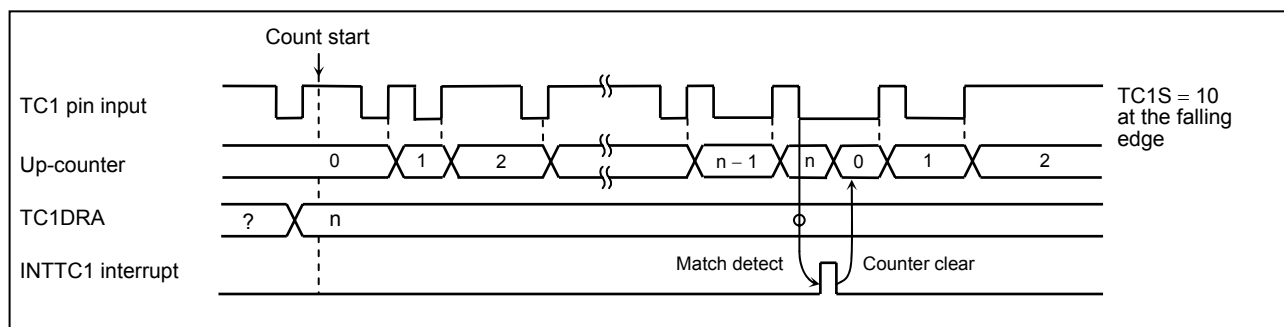 Count start
TC1 pin input
TC1S = 10
at the falling
edge
Up-counter
0
1
2
n − 1
n
0
1
2
TC1DRA
?
n
INTTC1 interrupt
Match detect
Counter clear